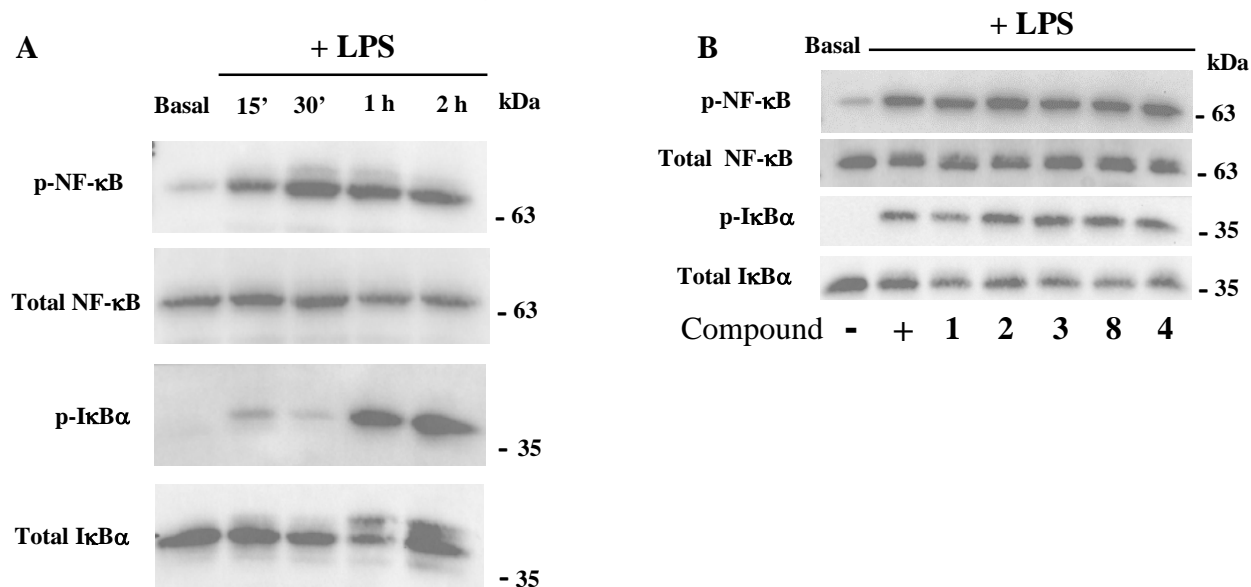 A
+ LPS
Basal 15’ 30’ 1 h 2 h kDa
p-NF-κB
- 63
Total NF-κB
- 63
p-IκBα
- 35
Total IκBα
- 35
B
+ LPS
Basal
kDa
p-NF-κB
- 63
Total NF-κB
- 63
p-IκBα
- 35
Total IκBα
- 35
Compound - + 1 2 3 8 4